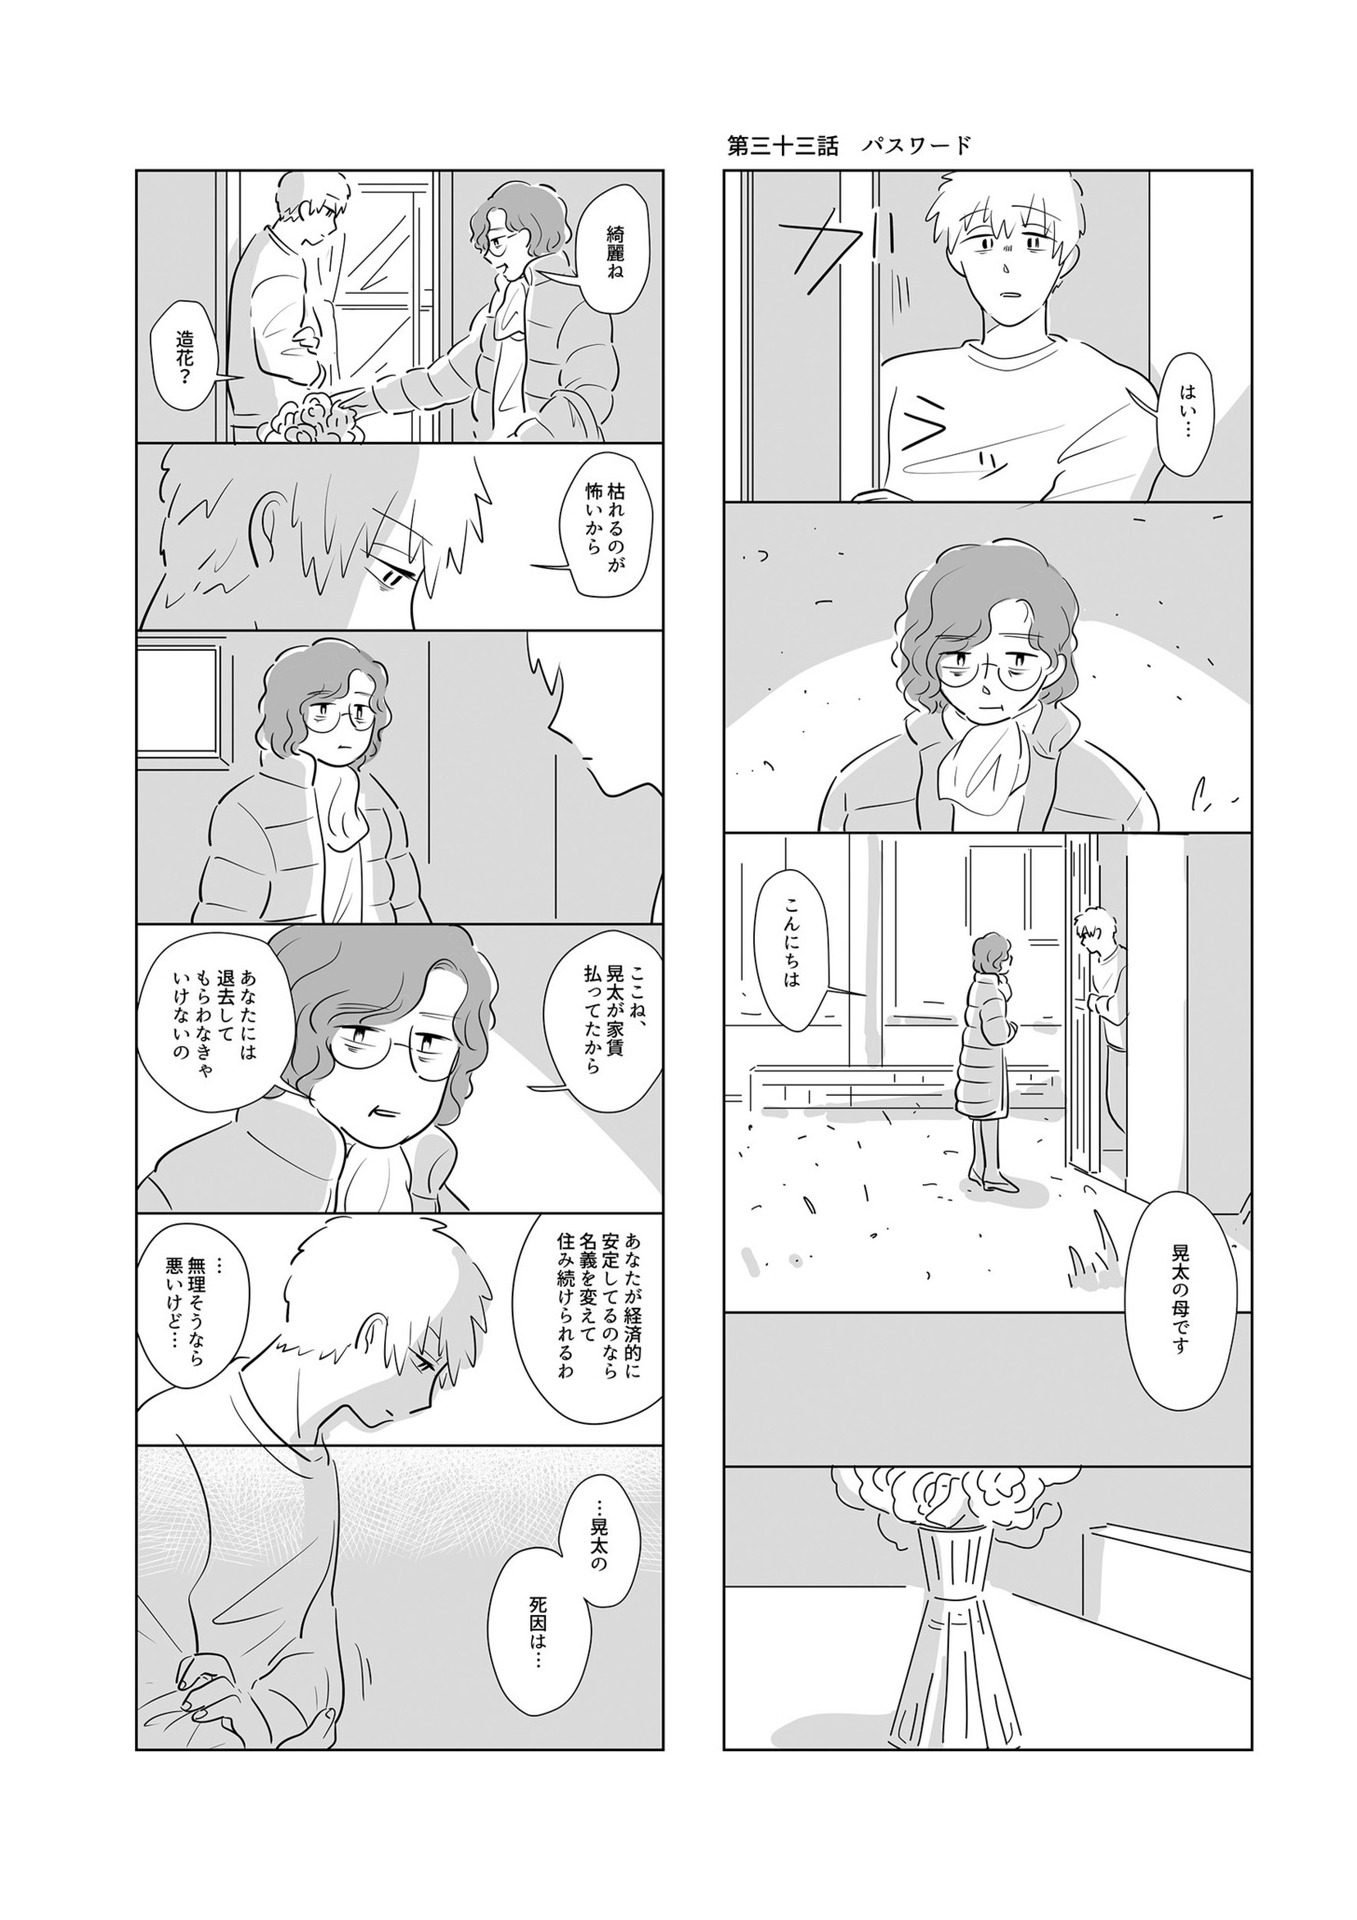 第三十三話　パスワード
ガ
はい…
ラ
こんにちは
晃太の母です
綺麗ね
造花？
枯れるのが
怖いから
ここね、
晃太が家賃
払ってたから
あなたには
退去して
もらわなきゃ
いけないの
あなたが経済的に
安定してるのなら
名義を変えて
住み続けられるわ
…
無理そうなら
悪いけど…
…晃太の
死因は…